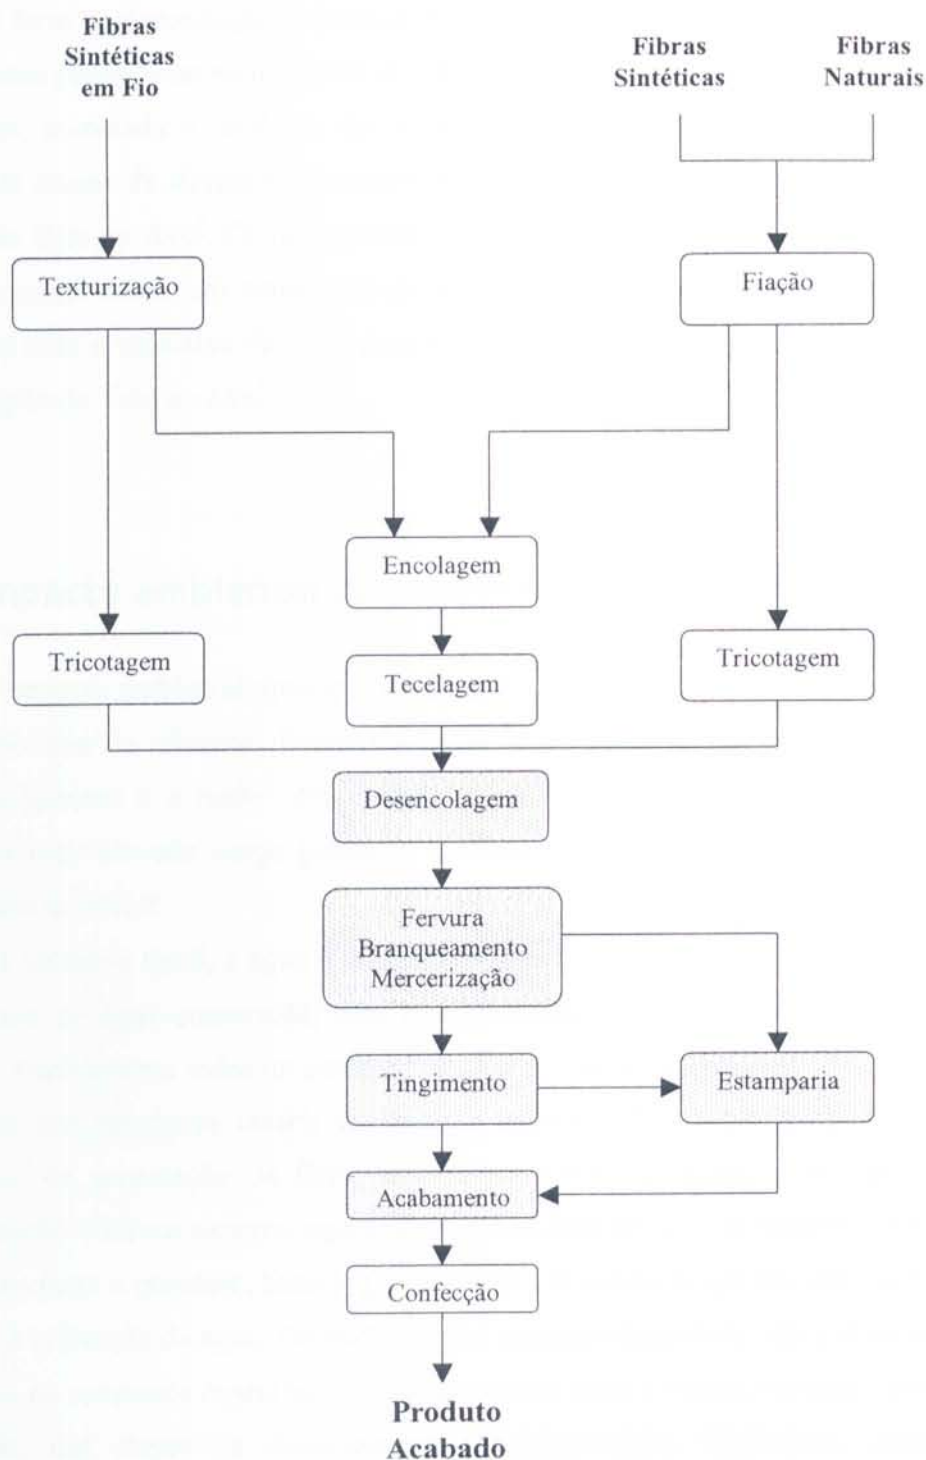 Fibras
Sintéticas
em Fio
Fibras
Sintéticas
Fibras
Naturais
Texturização
Fiação
Encolagem
Tricotagem
Tecelagem
Tricotagem
Desencolagem
Fervura
Branqueamento
Mercerização
Tingimento
Estamparia
Acabamento
Confecção
Produto
Acabado